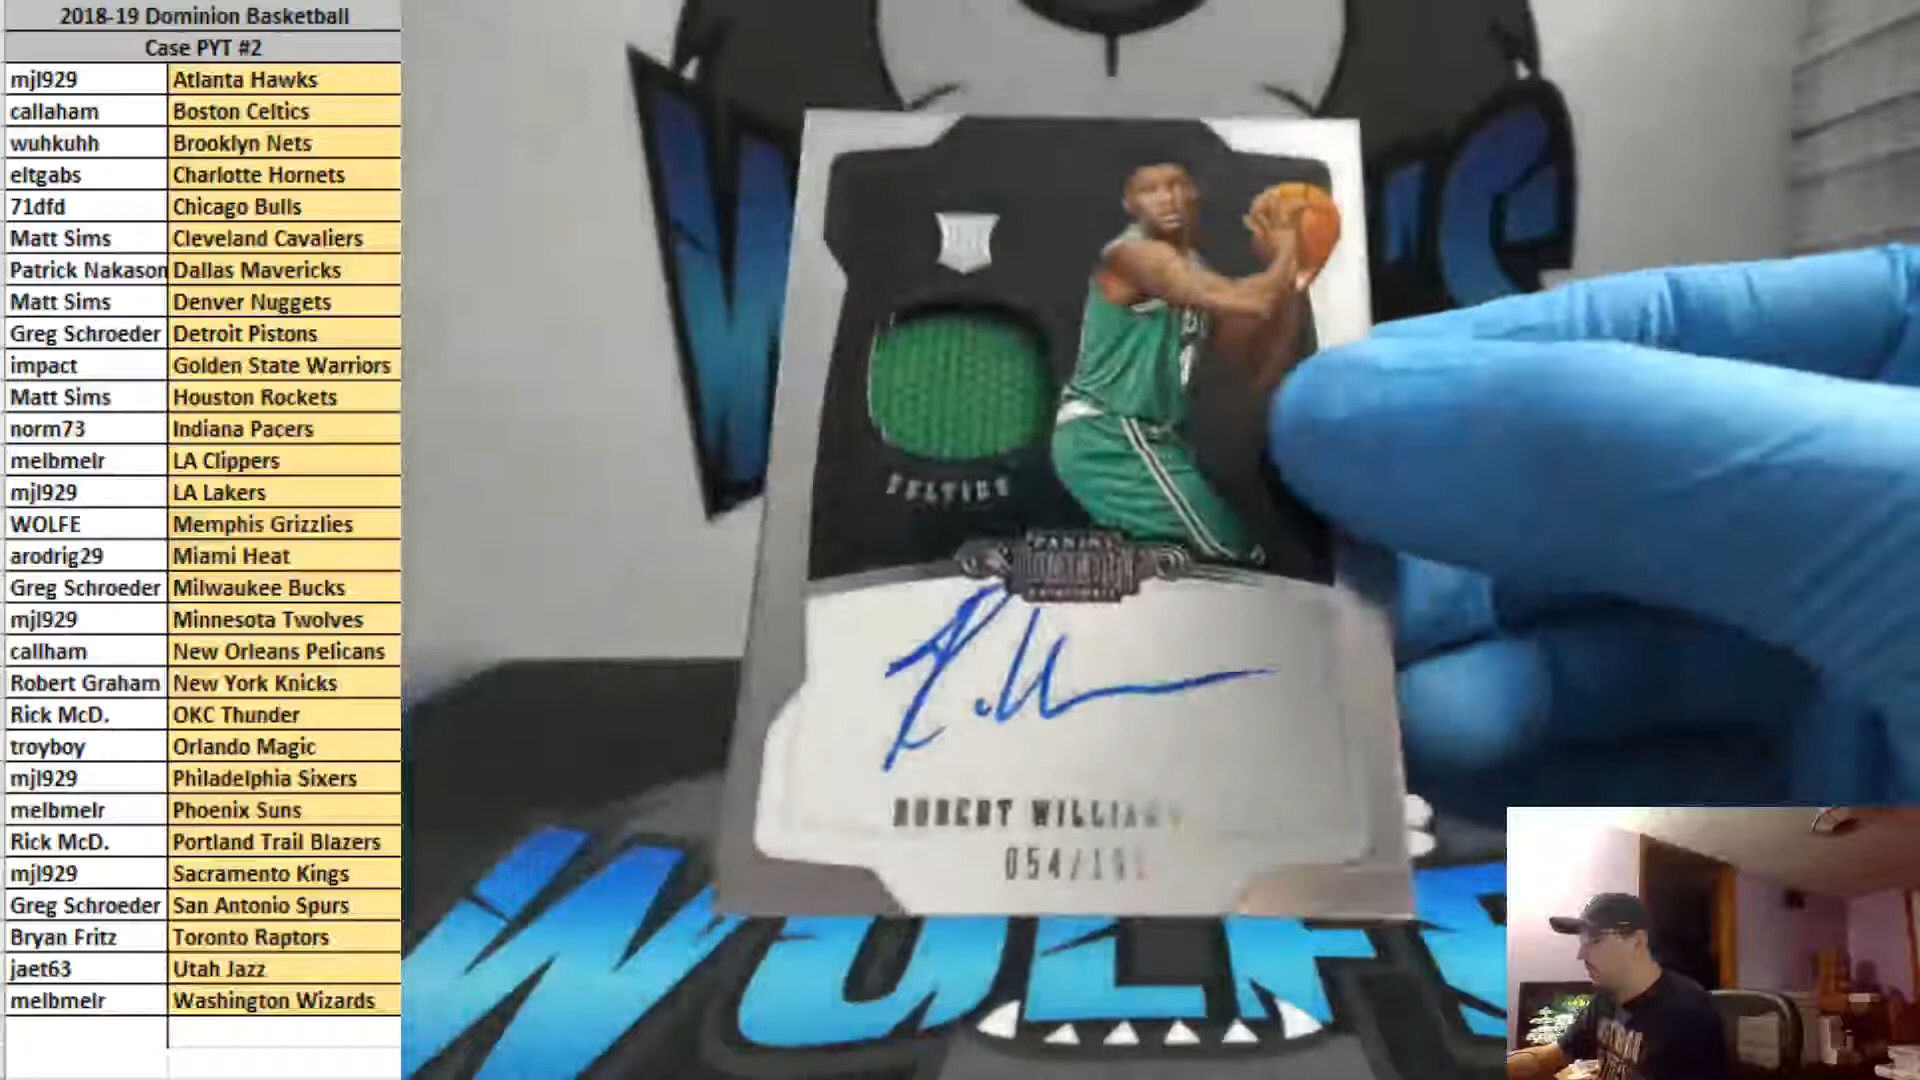 2018-19 Dominion Basketball
Case PYT #2
mjl929 Atlanta Hawks
callaham Boston Celtics
wuhkuhh Brooklyn Nets
eltgabs Charlotte Hornets
71dfd Chicago Bulls
Matt Sims Cleveland Cavaliers
Patrick Nakason Dallas Mavericks
Matt Sims Denver Nuggets
Greg Schroeder Detroit Pistons
impact Golden State Warriors
Matt Sims Houston Rockets
norm73 Indiana Pacers
melbmelr LA Clippers
mjl929 LA Lakers
WOLFE Memphis Grizzlies
arodrig29 Miami Heat
Greg Schroeder Milwaukee Bucks
mjl929 Minnesota Twolves
callham New Orleans Pelicans
Robert Graham New York Knicks
Rick McD. OKC Thunder
troyboy Orlando Magic
mjl929 Philadelphia Sixers
melbmelr Phoenix Suns
Rick McD. Portland Trail Blazers
mjl929 Sacramento Kings
Greg Schroeder San Antonio Spurs
Bryan Fritz Toronto Raptors
jaet63 Utah Jazz
melbmelr Washington Wizards
CELTICS
PANINI
DOMINION
BASKETBALL
ROBERT WILLIAMS